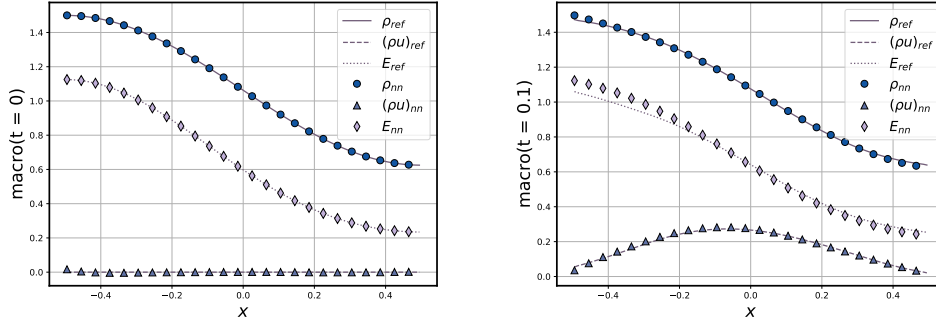 macro(t = 0)
1.4
1.2
1.0
0.8
0.6
0.4
0.2
0.0
−0.4
−0.2
0.0
0.2
0.4
x
ρref
(ρu)ref
Eref
ρnn
(ρu)nn
Enn
macro(t = 0.1)
1.4
1.2
1.0
0.8
0.6
0.4
0.2
0.0
−0.4
−0.2
0.0
0.2
0.4
x
ρref
(ρu)ref
Eref
ρnn
(ρu)nn
Enn